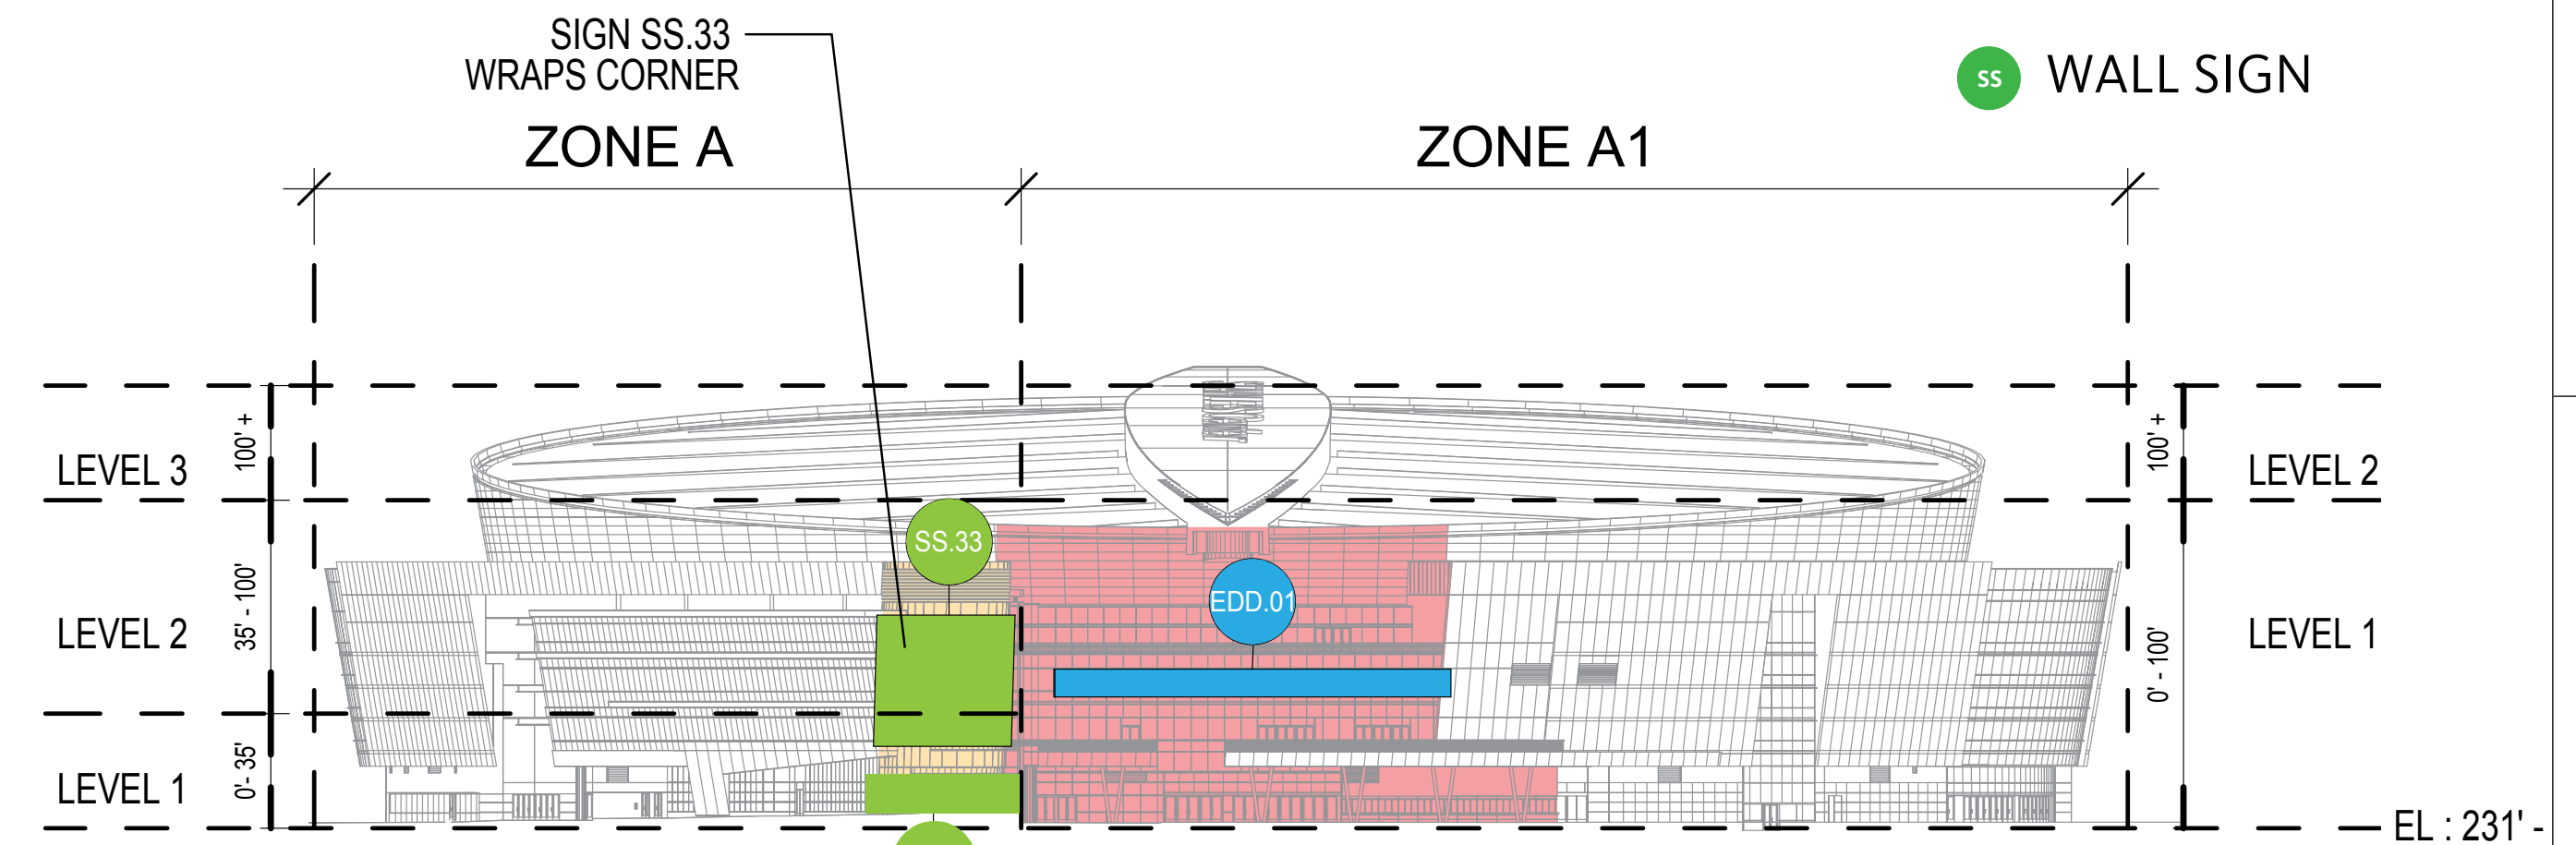 SIGN SS.33
WRAPS CORNER
SS WALL SIGN
ZONE A
ZONE A1
100' +
LEVEL 3
100' +
LEVEL 2
SS.33
EDD.01
35' - 100'
LEVEL 2
0' - 100'
LEVEL 1
0'- 35'
LEVEL 1
EL : 231' -